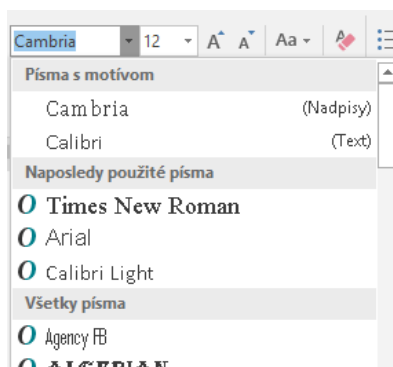 Cambria 12 A A Aa
Písma s motívom
Cambria (Nadpisy)
Calibri (Text)
Naposledy použité písma
O Times New Roman
O Arial
O Calibri Light
Všetky písma
O Agency FB
O ALGERIAN